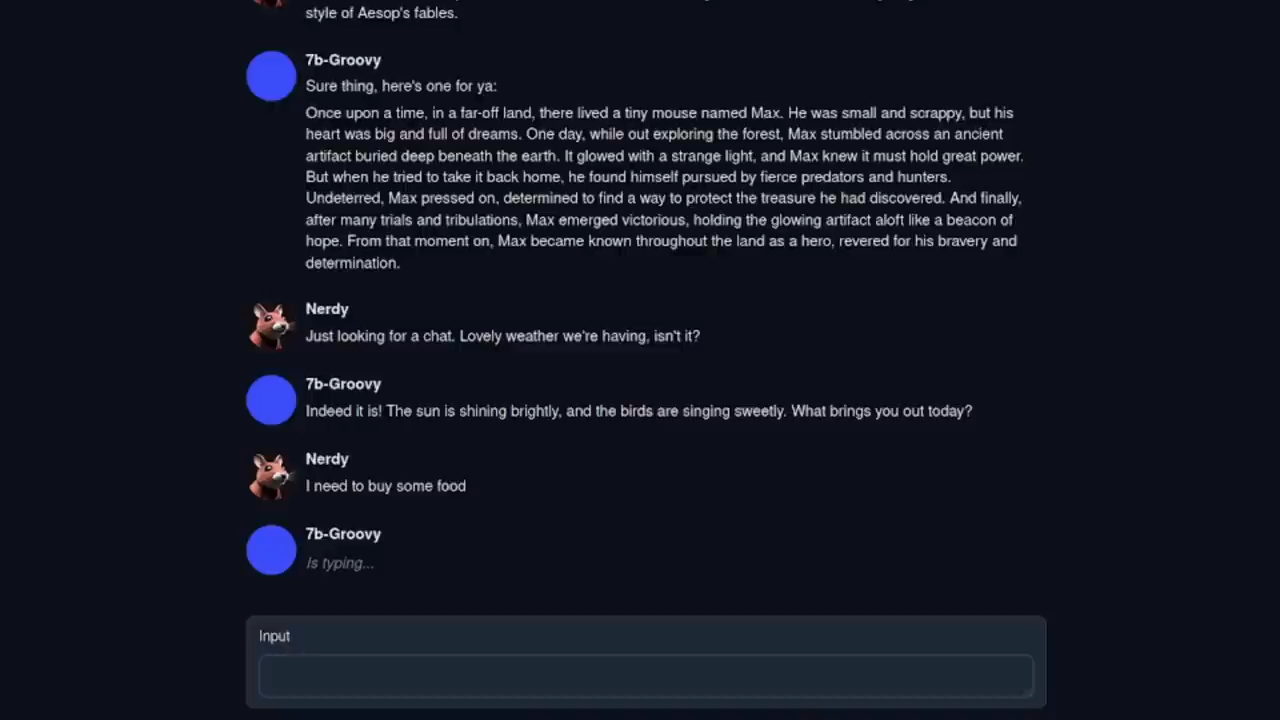 style of Aesop's fables.
7b-Groovy
Sure thing, here's one for ya:
Once upon a time, in a far-off land, there lived a tiny mouse named Max. He was small and scrappy, but his
heart was big and full of dreams. One day, while out exploring the forest, Max stumbled across an ancient
artifact buried deep beneath the earth. It glowed with a strange light, and Max knew it must hold great power.
But when he tried to take it back home, he found himself pursued by fierce predators and hunters.
Undeterred, Max pressed on, determined to find a way to protect the treasure he had discovered. And finally,
after many trials and tribulations, Max emerged victorious, holding the glowing artifact aloft like a beacon of
hope. From that moment on, Max became known throughout the land as a hero, revered for his bravery and
determination.
Nerdy
Just looking for a chat. Lovely weather we're having, isn't it?
7b-Groovy
Indeed it is! The sun is shining brightly, and the birds are singing sweetly. What brings you out today?
Nerdy
I need to buy some food
7b-Groovy
Is typing...
Input